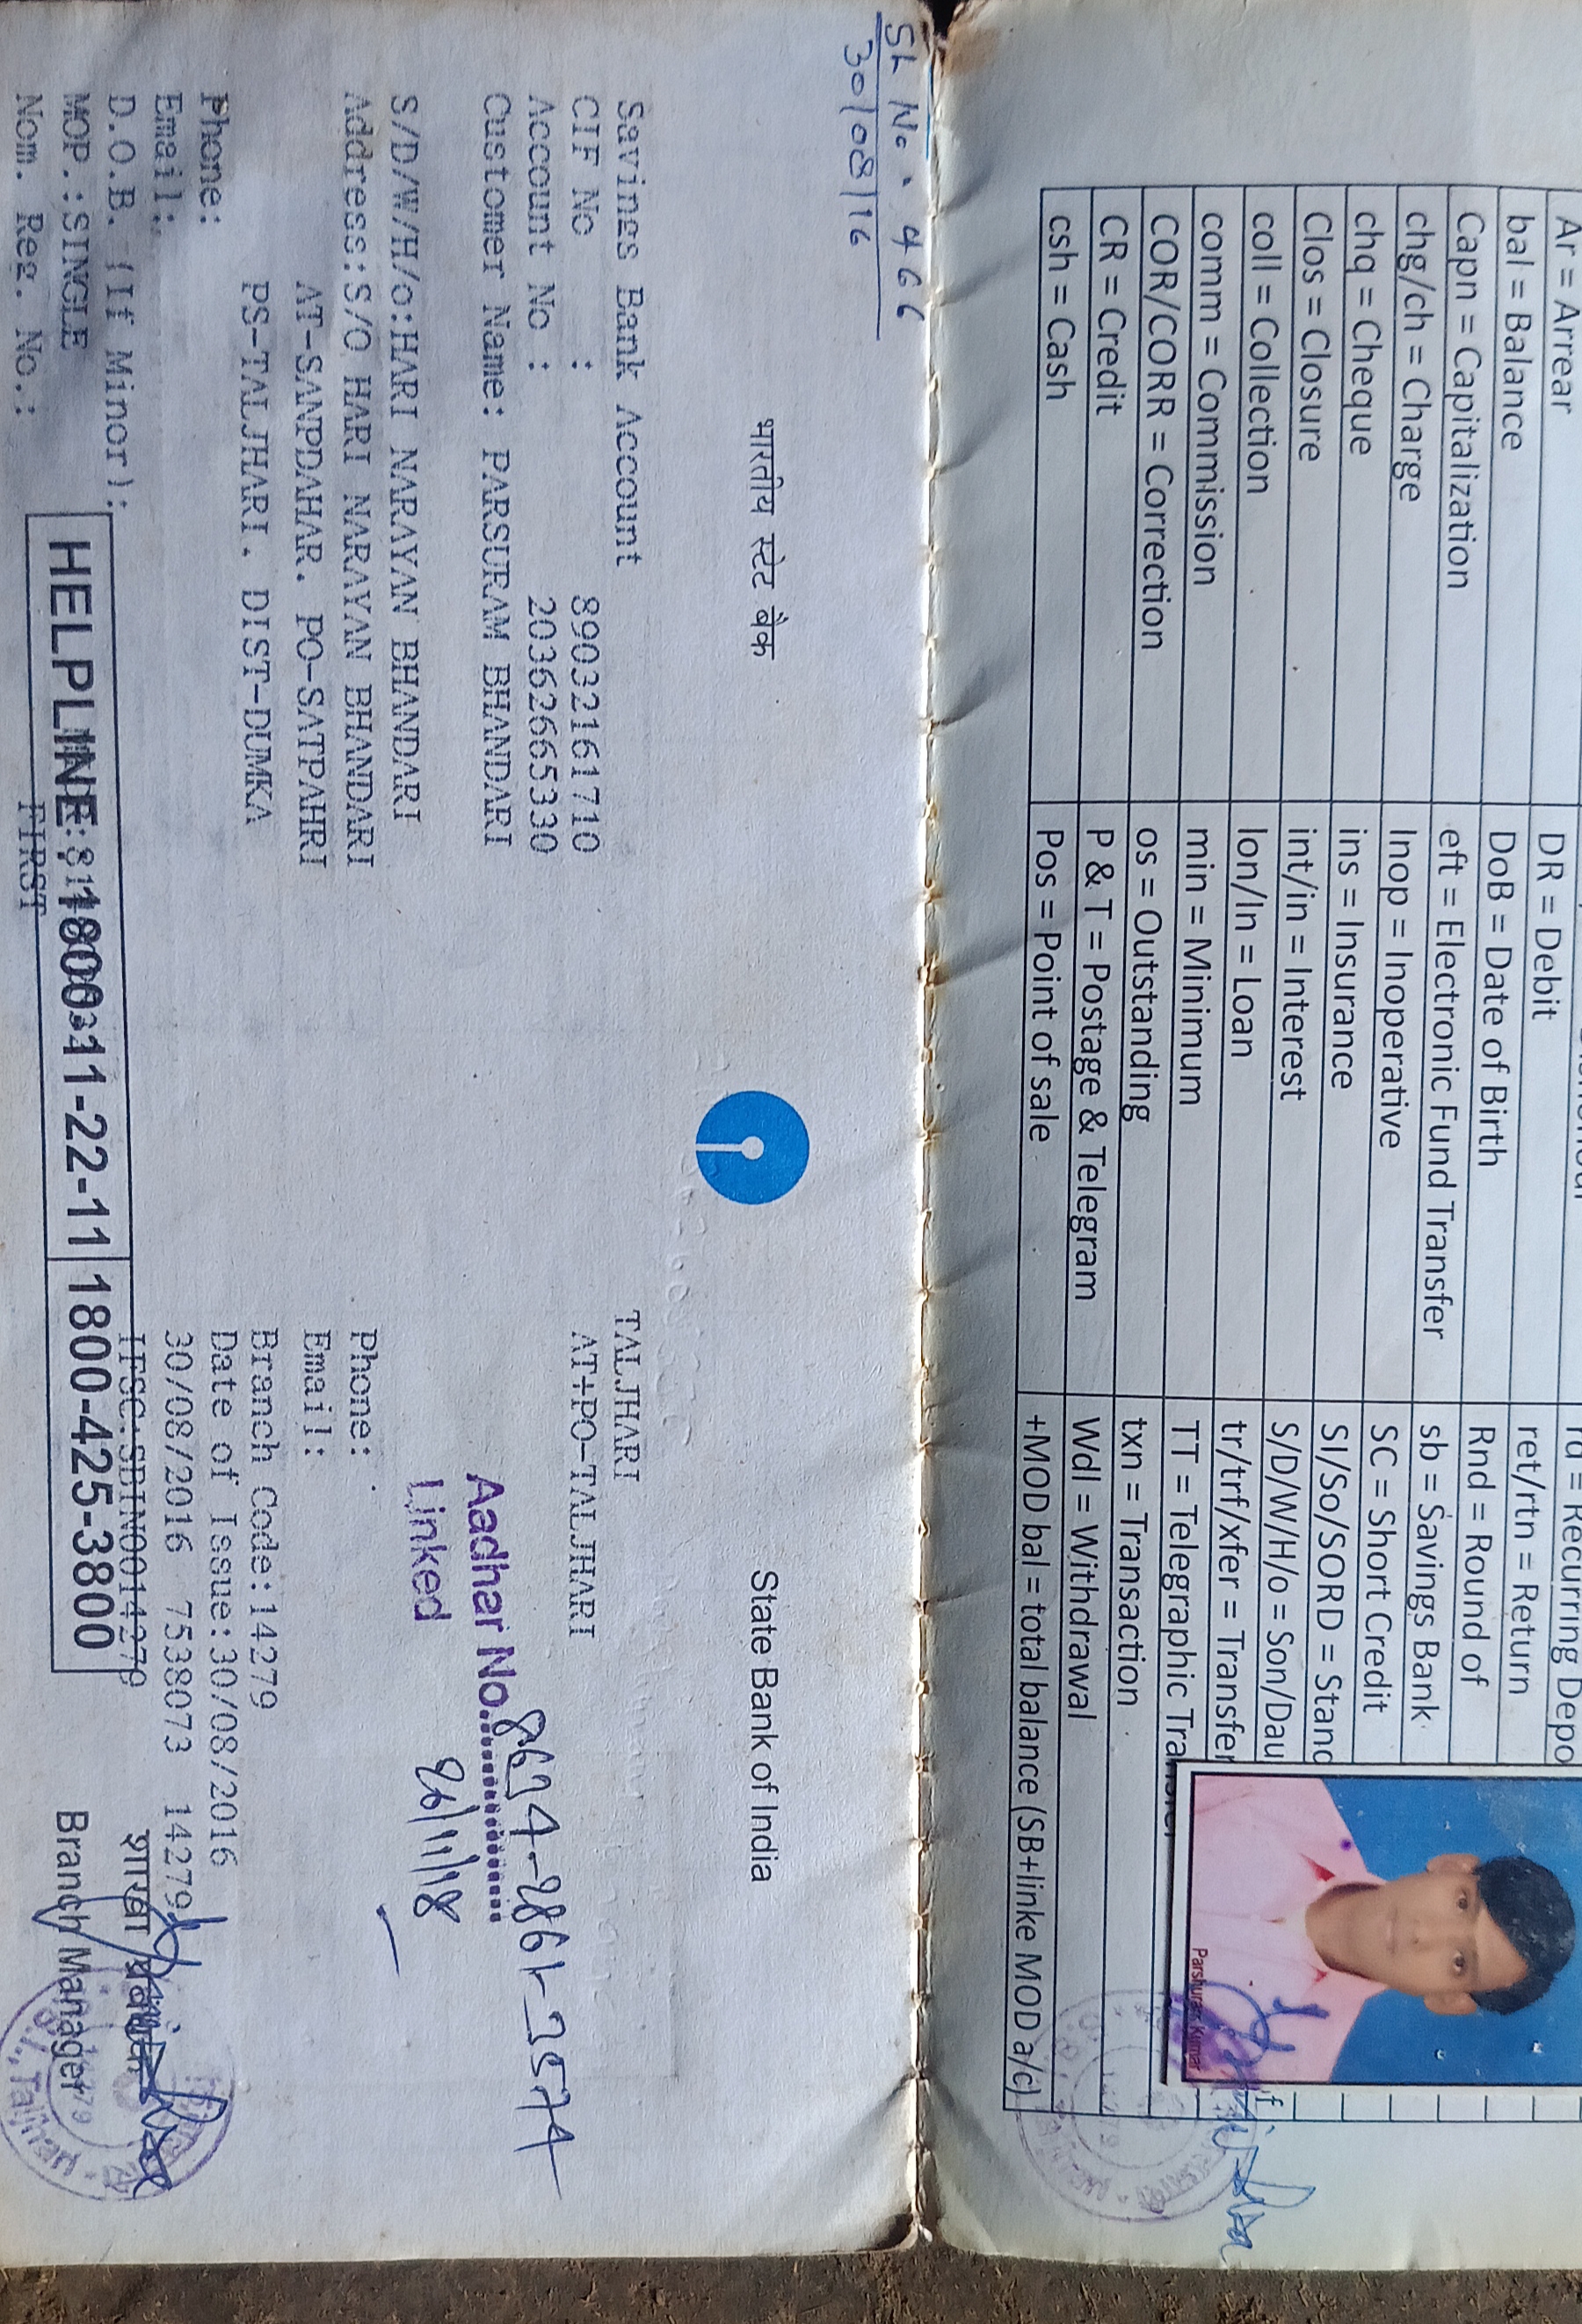 Ar = Arrear
DR = Debit
bal = Balance
DoB = Date of Birth
ret/rtn = Return
Capn = Capitalization
eft = Electronic Fund Transfer
Rnd = Round of
chg/ch = Charge
Inop = Inoperative
sb = Savings Bank
chq = Cheque
ins = Insurance
SC = Short Credit
Clos = Closure
int/in = Interest
SI/So/SORD = Stand
coll = Collection
lon/ln = Loan
S/D/W/H/o = Son/Dau
comm = Commission
min = Minimum
tr/trf/xfer = Transfer
COR/CORR = Correction
os = Outstanding
TT = Telegraphic
CR = Credit
P & T = Postage & Telegram
txn = Transaction
csh = Cash
Pos = Point of sale
Wdl = Withdrawal
+MOD bal = total balance (SB+linke MOD a/c)
Parshuram Kumar
SL No. 466
30/08/16
भारतीय स्टेट बैंक
State Bank of India
Savings Bank Account
TALJHARI
CIF No : 89032161710
AT+PO-TALJHARI
Account No : 20362665330
Customer Name: PARSURAM BHANDARI
Aadhar No. 8674-2861-2574
Linked
26/11/18
S/D/W/H/o:HARI NARAYAN BHANDARI
Address:S/O HARI NARAYAN BHANDARI
Phone:
AT-SANPDAHAR. PO-SATPAHRI
Email:
PS-TALJHARI. DIST-DUMKA
Branch Code:14279
Phone:
Date of Issue:30/08/2016
Email:
30/08/2016 7538073 14279
D.O.B. (If Minor):
IFSC:SBIN0014279
शाखा प्रबंधक
MOP.:SINGLE
HELPLINE: 1800-11-22-11 | 1800-425-3800
Branch Manager
Nom. Reg. No.:
FIRST
Taljhari